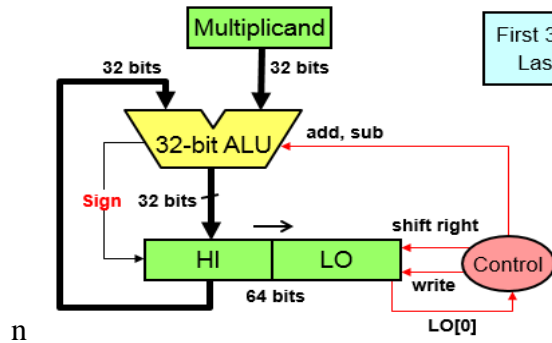 Multiplicand
First 3
Las
32 bits
32 bits
32-bit ALU
add, sub
Sign
32 bits
shift right
HI
LO
Control
write
64 bits
LO[0]
n